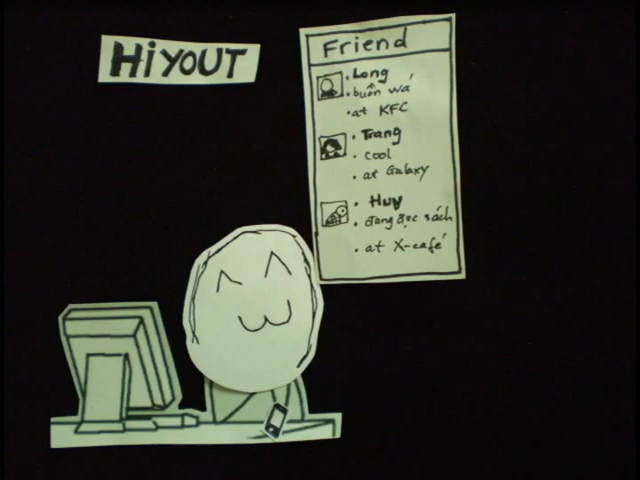 HiYOUT
Friend
• Long
• buồn wá
• at KFC
• Trang
• cool
• at Galaxy
• Huy
• đang đọc sách
• at X-café